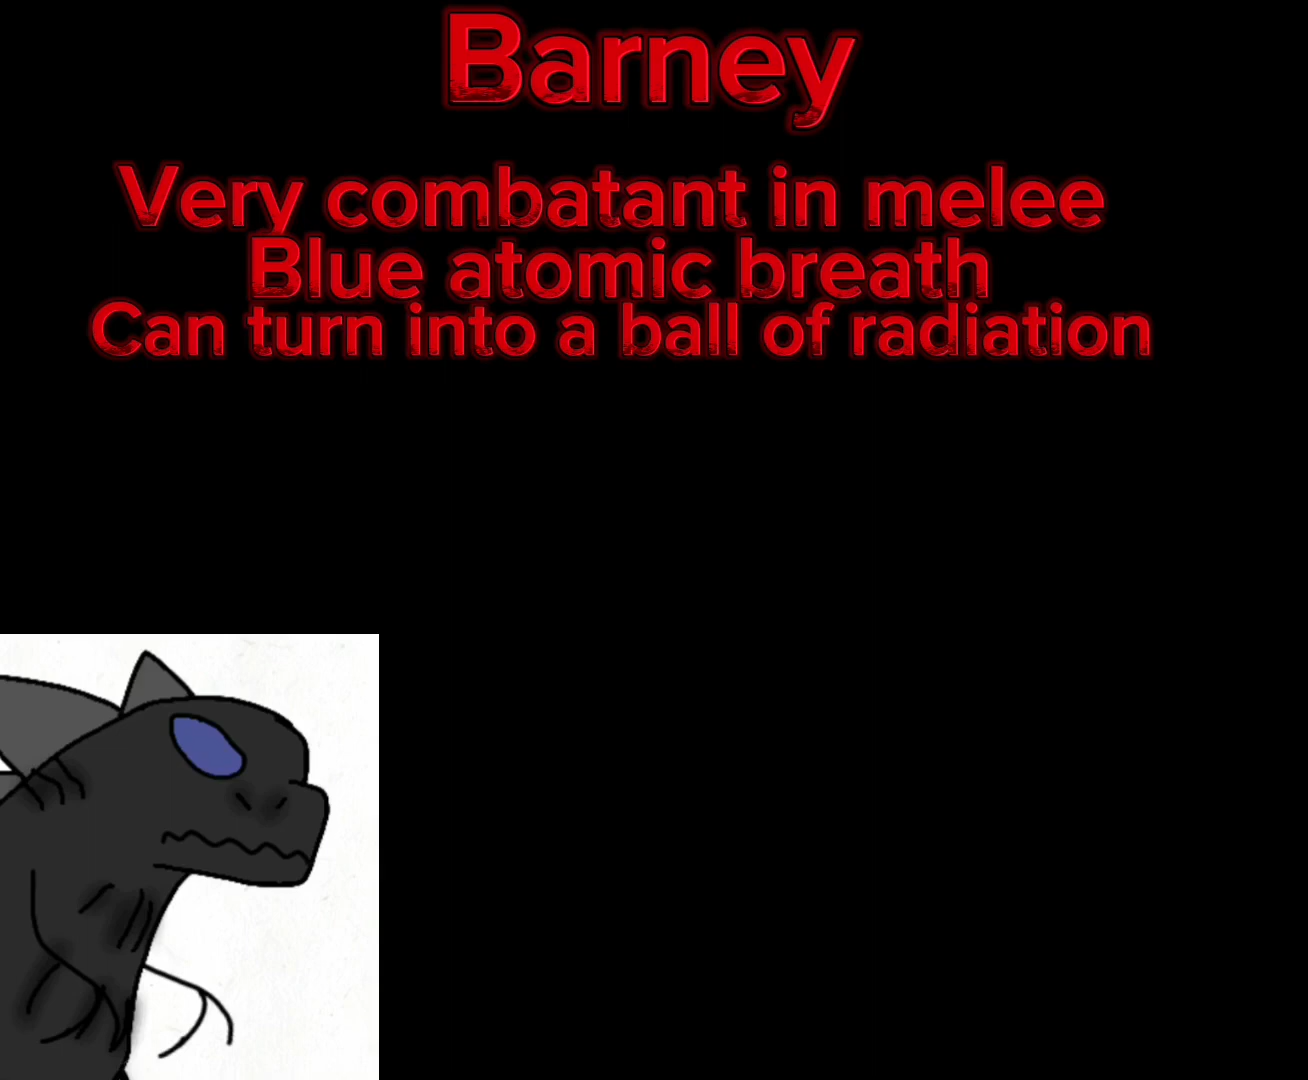 Barney
Very combatant in melee
Blue atomic breath
Can turn into a ball of radiation